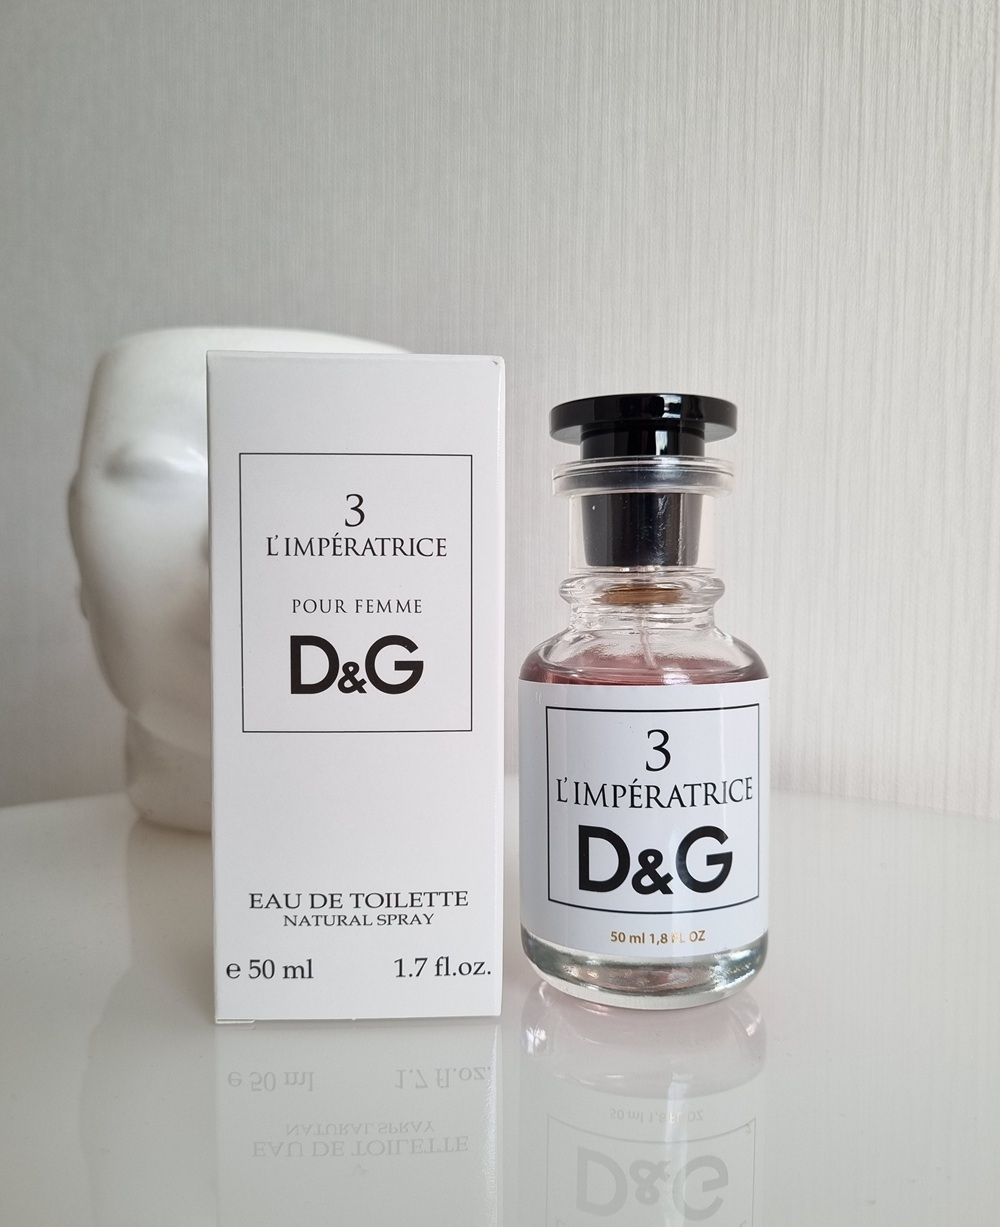 3
L'IMPÉRATRICE
POUR FEMME
D&G
EAU DE TOILETTE
NATURAL SPRAY
e 50 ml 1.7 fl.oz.
3
L'IMPÉRATRICE
D&G
50 ml 1,8 FL OZ